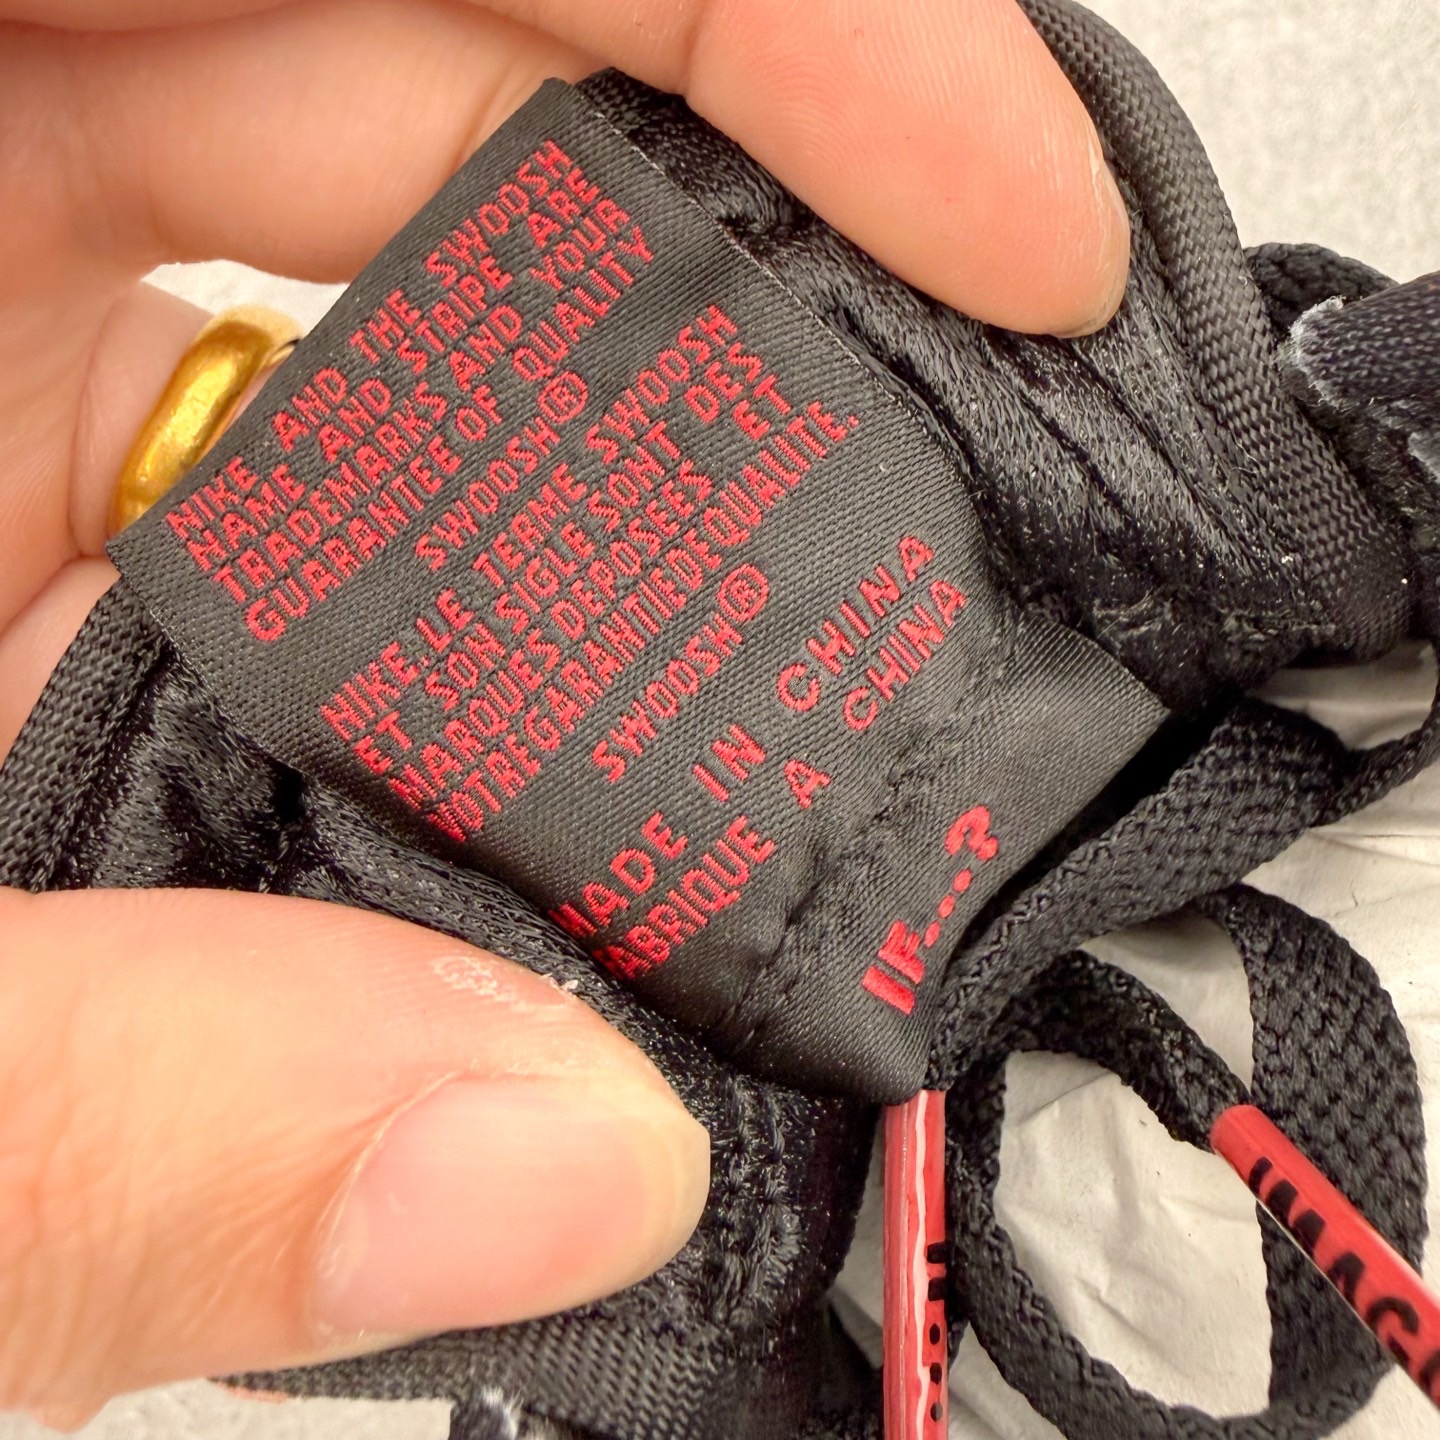 NIKE AND THE SWOOSH
NAME AND STRIPE ARE
TRADEMARKS AND YOUR
GUARANTEE OF QUALITY
SWOOSH®
NIKE..LE TERME SWOOSH
ET SON SIGLE SONT DES
MARQUES DEPOSEES ET
VOTREGARANTIEDEQUALITE.
SWOOSH®
MADE IN CHINA
FABRIQUE A CHINA
IF....?